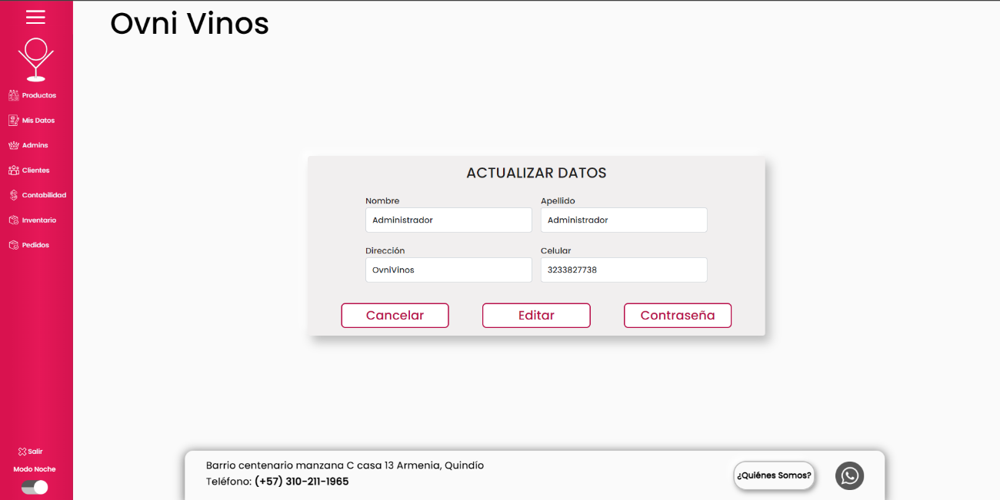 Ovni Vinos
Productos
Mis Datos
Admins
Clientes
Contabilidad
Inventario
Pedidos
Salir
Modo Noche
ACTUALIZAR DATOS
Nombre
Apellido
Administrador
Administrador
Dirección
Celular
OvniVinos
3233827738
Cancelar
Editar
Contraseña
Barrio centenario manzana C casa 13 Armenia, Quindío
Teléfono: (+57) 310-211-1965
¿Quiénes Somos?